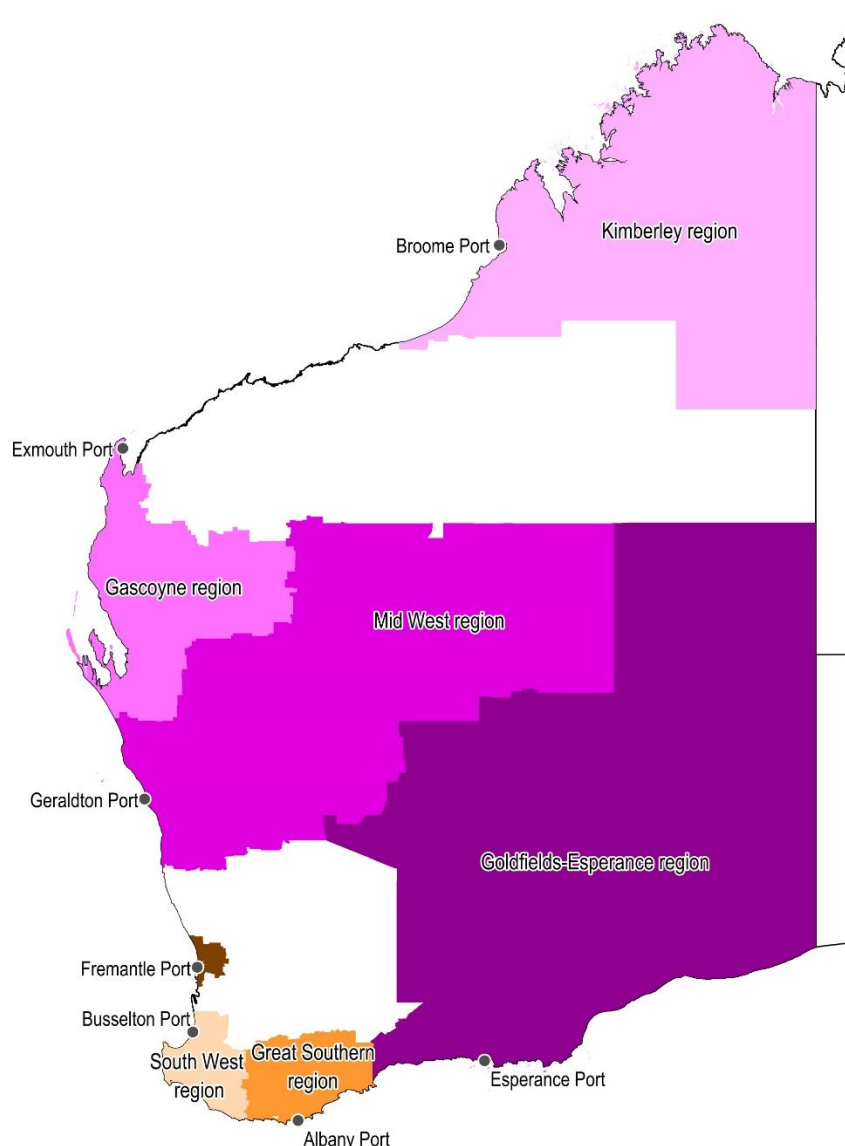 Kimberley region
Broome Port
Exmouth Port
Gascoyne region
Mid West region
Geraldton Port
Goldfields-Esperance region
Fremantle Port
Busselton Port
South West
region
Great Southern
region
Esperance Port
Albany Port